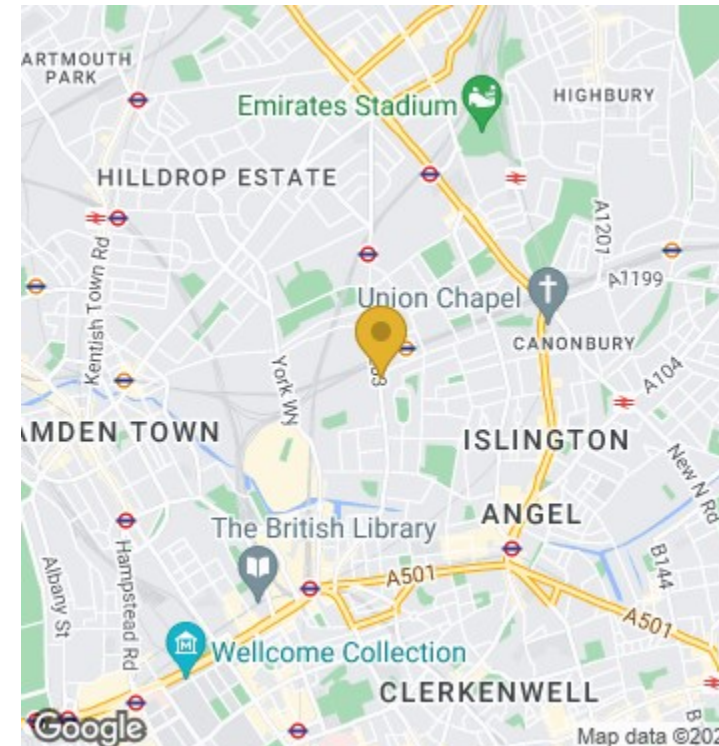 ARTMOUTH
PARK
Emirates Stadium
HIGHBURY
HILLDROP ESTATE
A1207
Kentish Town Rd
Union Chapel
A1199
CANONBURY
York Wy
A104
AMDEN TOWN
ISLINGTON
New N Rd
ANGEL
The British Library
Albany St
Hampstead Rd
A501
B144
A501
Wellcome Collection
CLERKENWELL
Google
Map data ©202